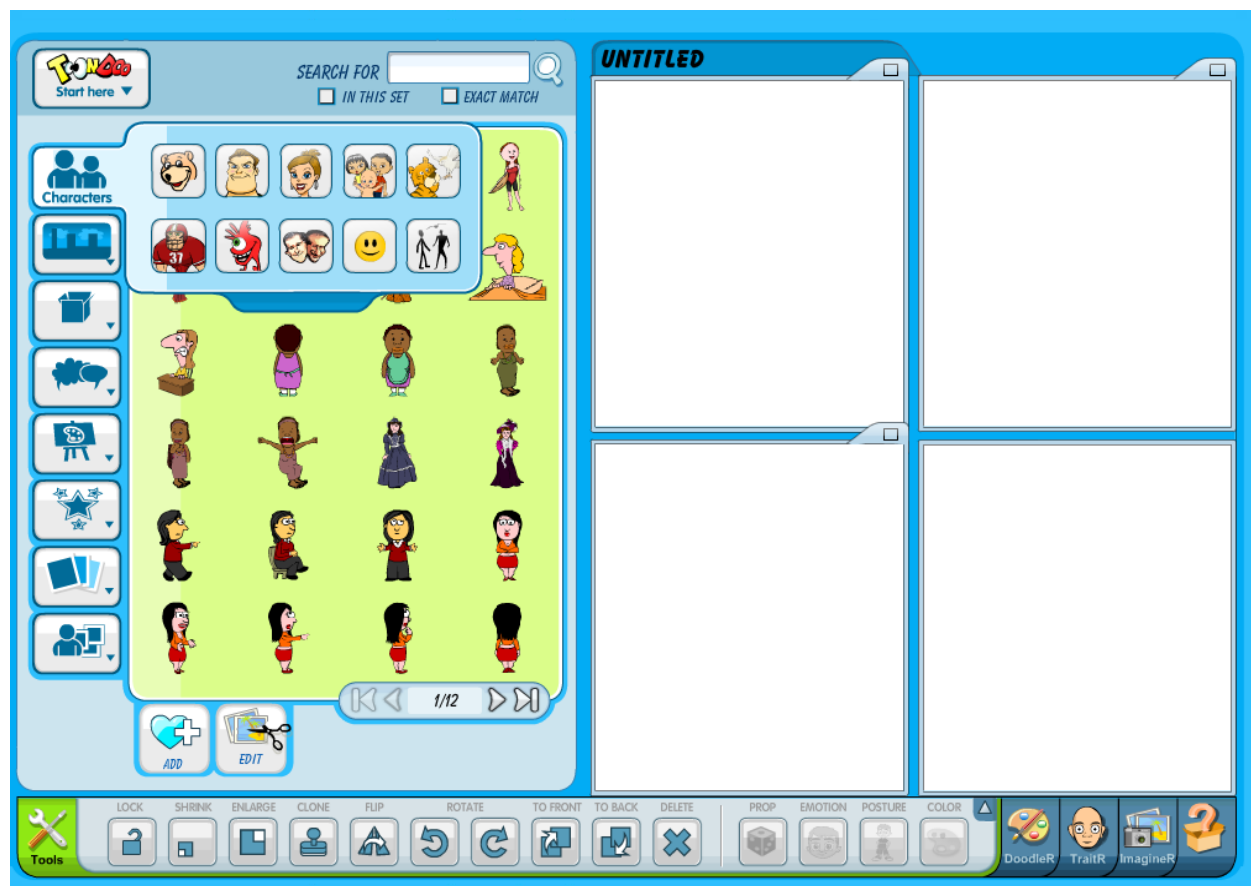 TOONDOO
Start here
SEARCH FOR
IN THIS SET
EXACT MATCH
UNTITLED
Characters
37
1/12
ADD
EDIT
Tools
LOCK
SHRINK
ENLARGE
CLONE
FLIP
ROTATE
TO FRONT
TO BACK
DELETE
PROP
EMOTION
POSTURE
COLOR
DoodleR
TraitR
ImagineR